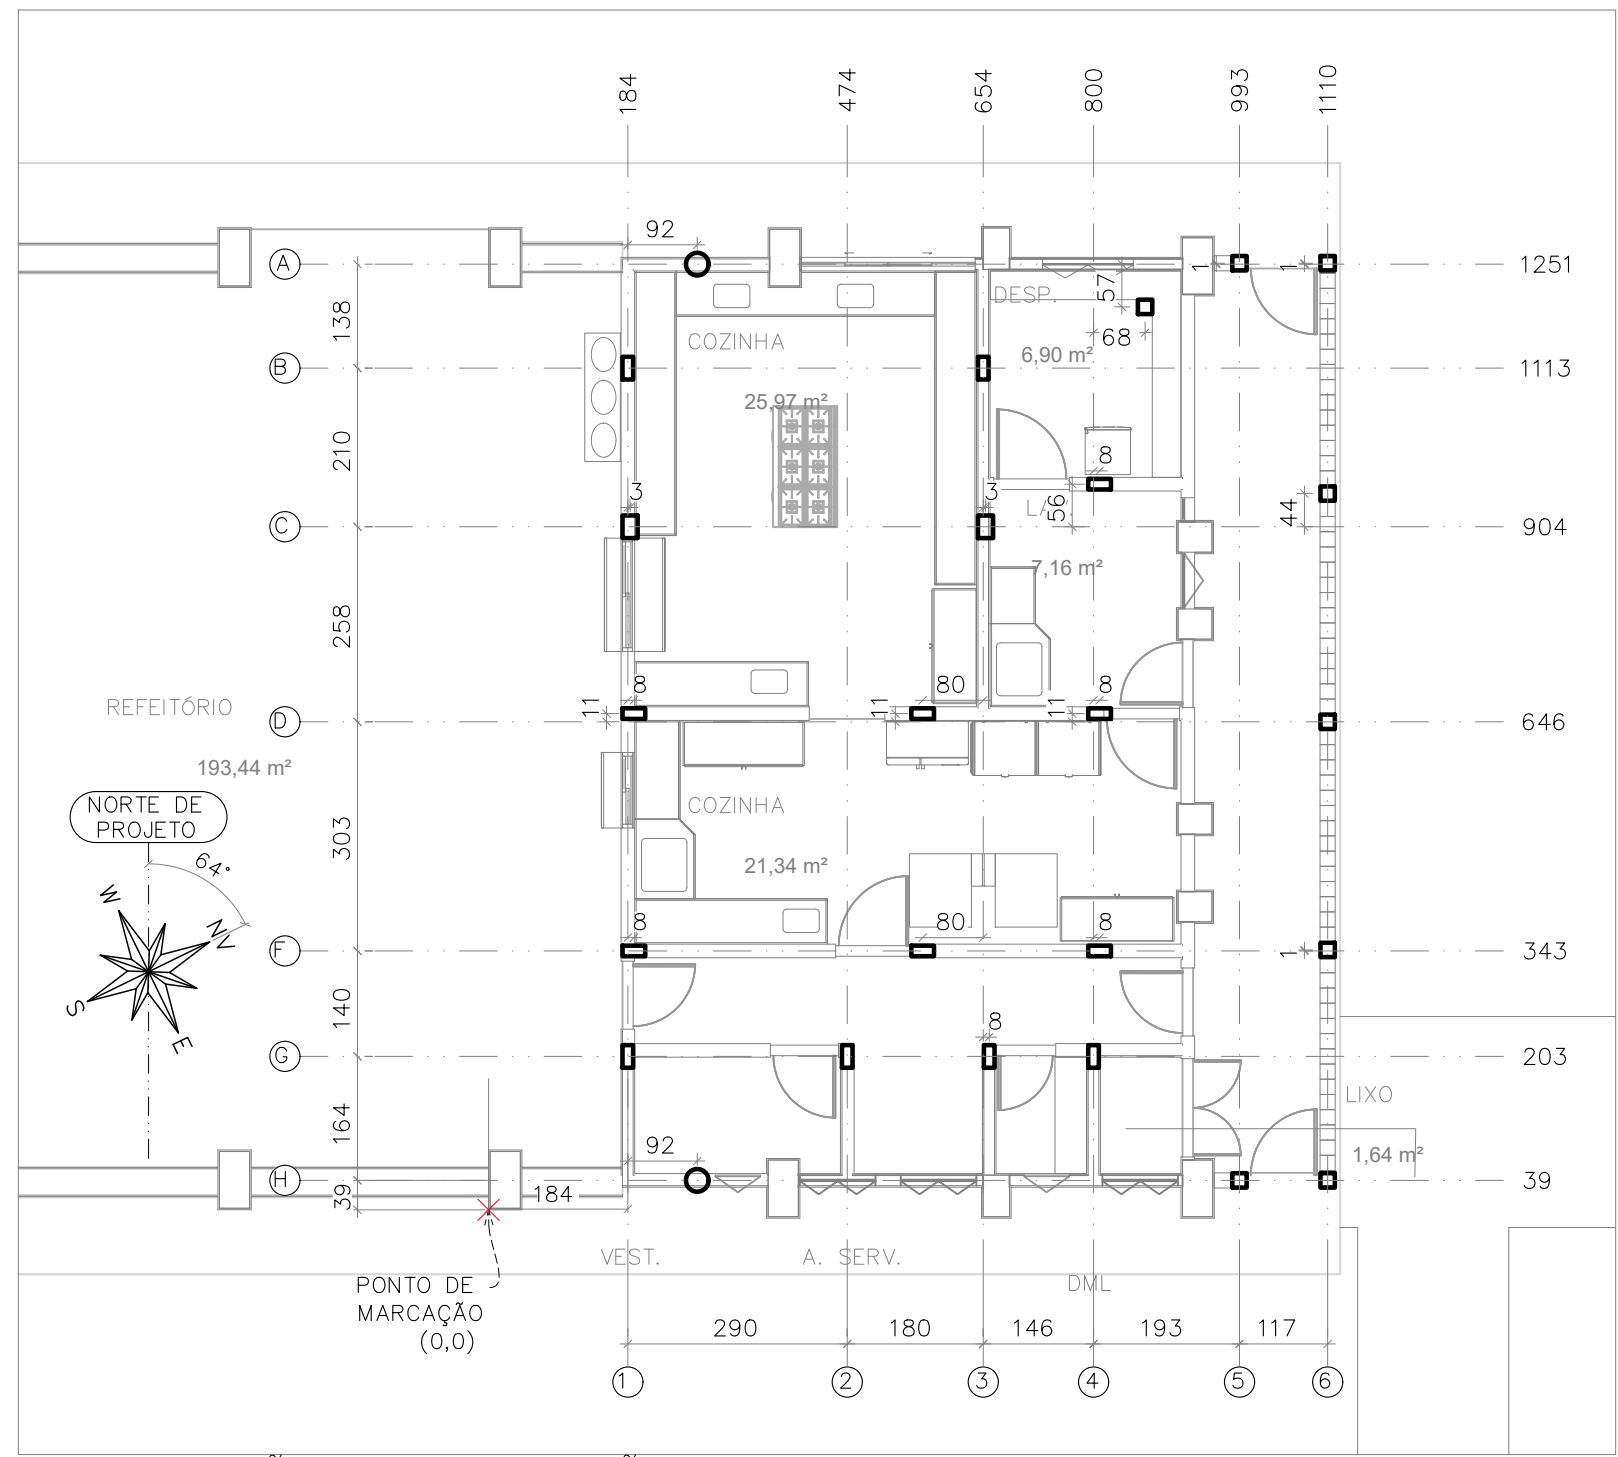 184
474
654
800
993
1110
92
A
1
1
1251
57
DESP.
138
68
COZINHA
6,90 m²
B
1113
25,97 m²
210
8
3
3
LA
56
44
C
904
7,16 m²
258
8
80
8
11
11
11
REFEITÓRIO
D
646
193,44 m²
NORTE DE
PROJETO
COZINHA
303
64°
21,34 m²
W
NV
8
80
8
F
1
343
S
E
140
8
G
203
LIXO
164
92
1,64 m²
H
39
184
39
VEST.
A. SERV.
DML
PONTO DE
MARCAÇÃO
(0,0)
290
180
146
193
117
1
2
3
4
5
6